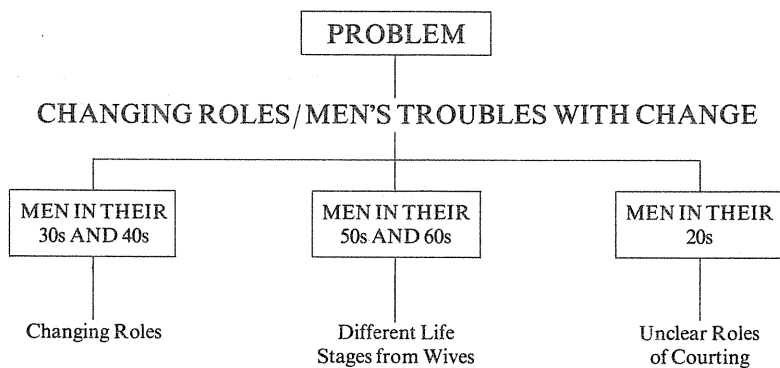 PROBLEM
CHANGING ROLES/MEN'S TROUBLES WITH CHANGE
MEN IN THEIR
30s AND 40s
MEN IN THEIR
50s AND 60s
MEN IN THEIR
20s
Changing Roles
Different Life
Stages from Wives
Unclear Roles
of Courting